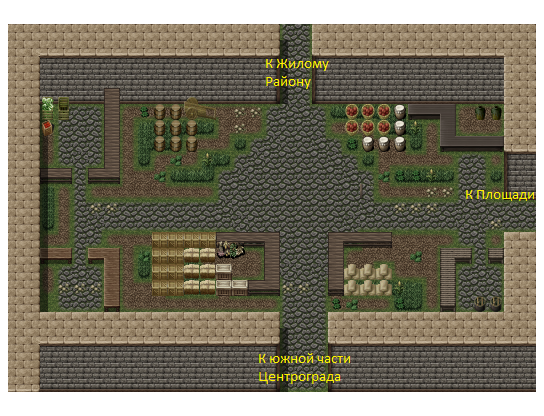 К Жилому
Району
К Площади
К южной части
Центрограда